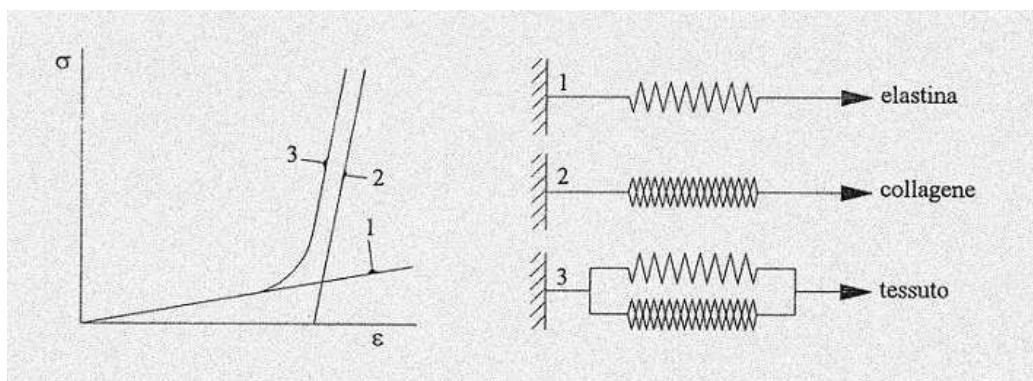 σ
3
2
1
ε
1
elastina
2
collagene
3
tessuto